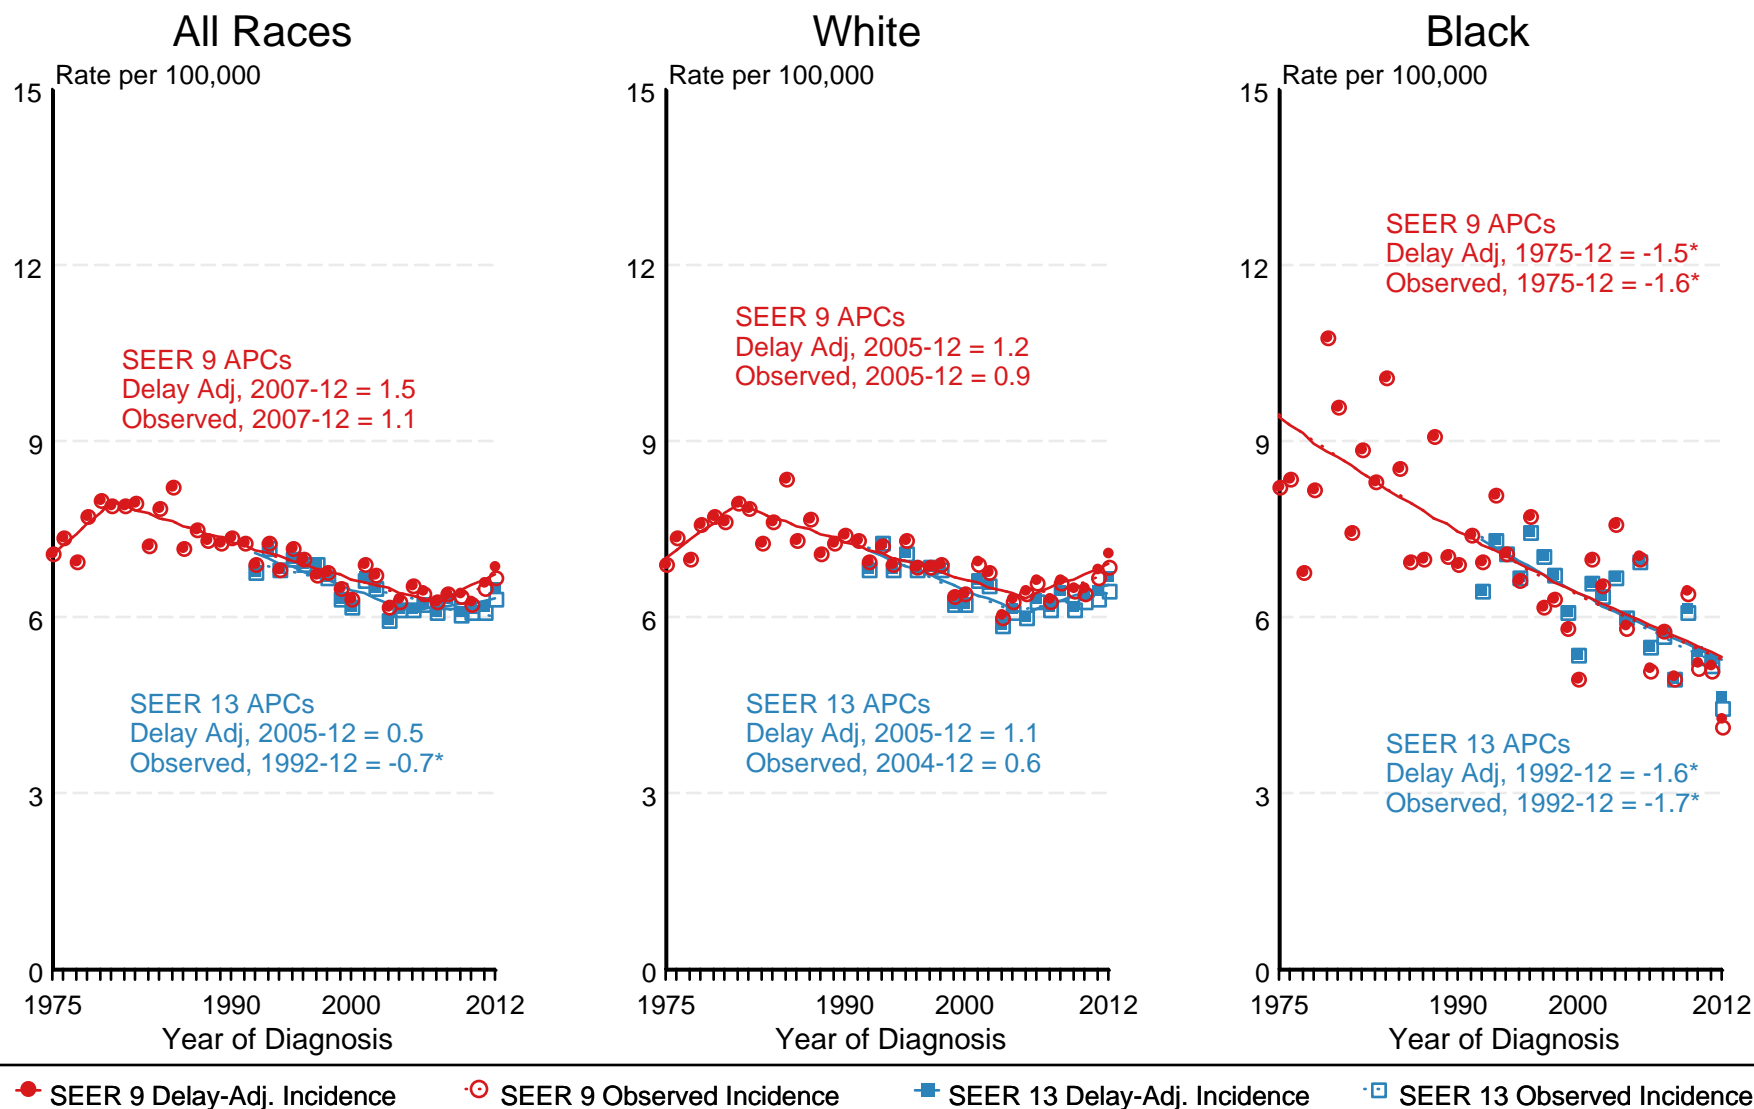 All Races
Rate per 100,000
15
12
9
6
3
0
SEER 9 APCs
Delay Adj, 2007-12 = 1.5
Observed, 2007-12 = 1.1
SEER 13 APCs
Delay Adj, 2005-12 = 0.5
Observed, 1992-12 = -0.7*
1975 1990 2000 2012
Year of Diagnosis
White
Rate per 100,000
15
12
9
6
3
0
SEER 9 APCs
Delay Adj, 2005-12 = 1.2
Observed, 2005-12 = 0.9
SEER 13 APCs
Delay Adj, 2005-12 = 1.1
Observed, 2004-12 = 0.6
1975 1990 2000 2012
Year of Diagnosis
Black
Rate per 100,000
15
12
9
6
3
0
SEER 9 APCs
Delay Adj, 1975-12 = -1.5*
Observed, 1975-12 = -1.6*
SEER 13 APCs
Delay Adj, 1992-12 = -1.6*
Observed, 1992-12 = -1.7*
1975 1990 2000 2012
Year of Diagnosis
SEER 9 Delay-Adj. Incidence SEER 9 Observed Incidence SEER 13 Delay-Adj. Incidence SEER 13 Observed Incidence